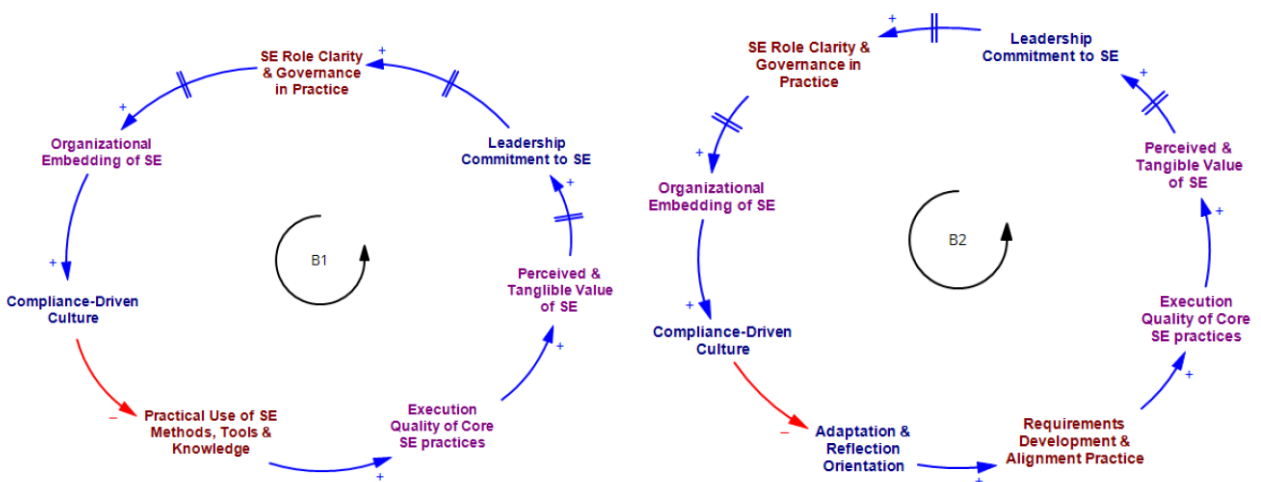 SE Role Clarity &
& Governance
in Practice
+
+
Organizational
Embedding of SE
Leadership
Commitment to SE
+
+
B1
Compliance-Driven
Culture
Perceived &
Tangible Value
of SE
+
–
Practical Use of SE
Methods, Tools &
Knowledge
Execution
Quality of Core
SE practices
+
+
SE Role Clarity &
Governance in
Practice
Leadership
Commitment to SE
+
+
Perceived &
Tangible Value
of SE
+
Organizational
Embedding of SE
B2
+
Execution
Quality of Core
SE practices
+
Compliance-Driven
Culture
–
Adaptation &
Reflection
Orientation
+
Requirements
Development &
Alignment Practice
+